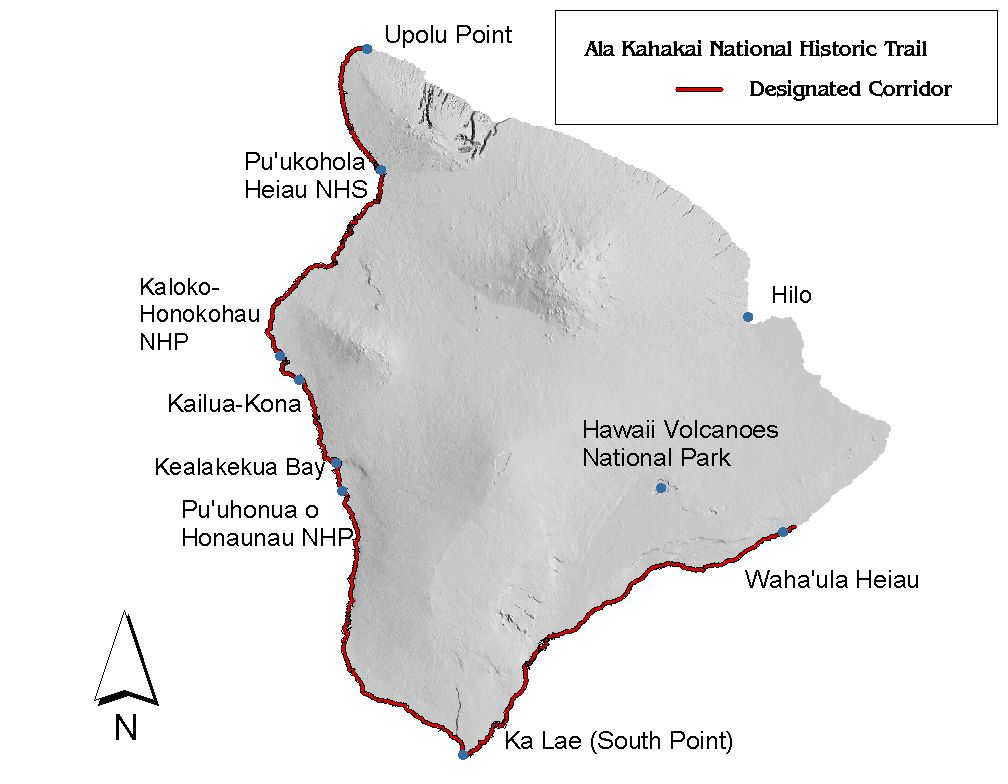 Upolu Point
Ala Kahakai National Historic Trail
Designated Corridor
Pu'ukohola
Heiau NHS
Kaloko-
Honokohau
NHP
Hilo
Kailua-Kona
Hawaii Volcanoes
National Park
Kealakekua Bay
Pu'uhonua o
Honaunau NHP
Waha'ula Heiau
N
Ka Lae (South Point)